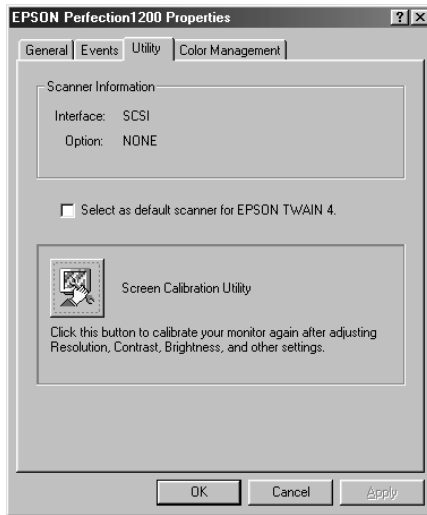 EPSON Perfection1200 Properties
General Events Utility Color Management
Scanner Information
Interface: SCSI
Option: NONE
Select as default scanner for EPSON TWAIN 4.
Screen Calibration Utility
Click this button to calibrate your monitor again after adjusting
Resolution, Contrast, Brightness, and other settings.
OK Cancel Apply